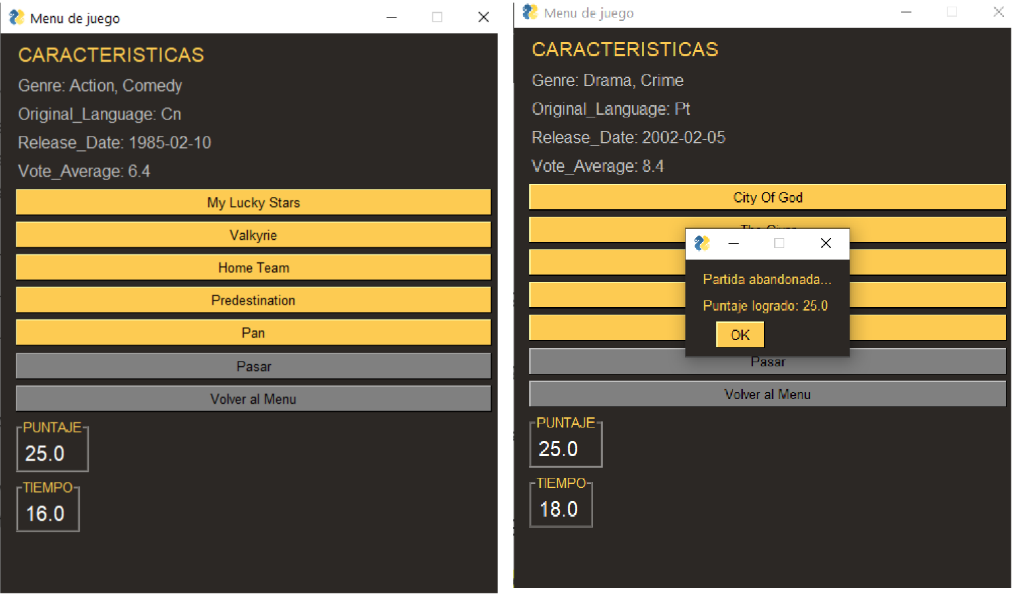 Menu de juego
CARACTERISTICAS
Genre: Action, Comedy
Original_Language: Cn
Release_Date: 1985-02-10
Vote_Average: 6.4
My Lucky Stars
Valkyrie
Home Team
Predestination
Pan
Pasar
Volver al Menu
PUNTAJE
25.0
TIEMPO
16.0
Menu de juego
CARACTERISTICAS
Genre: Drama, Crime
Original_Language: Pt
Release_Date: 2002-02-05
Vote_Average: 8.4
City Of God
Partida abandonada...
Puntaje logrado: 25.0
OK
Pasar
Volver al Menu
PUNTAJE
25.0
TIEMPO
18.0